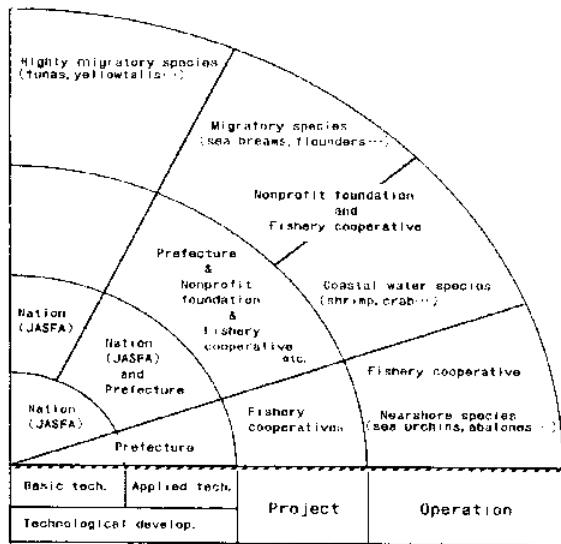 Highly migratory species
(tunas, yellowtails…)
Migratory species
(sea breams, flounders…)
Nonprofit foundation
and
Fishery cooperative
Prefecture
&
Nonprofit
foundation
&
Fishery
cooperative
etc.
Coastal water species
(shrimp, crab…)
Nation
(JASFA)
Nation
(JASFA)
and
Prefecture
Fishery cooperative
Nation
(JASFA)
Fishery
cooperatives
Nearshore species
(sea urchins, abalones…)
Prefecture
Basic tech.
Applied tech.
Project
Operation
Technological develop.